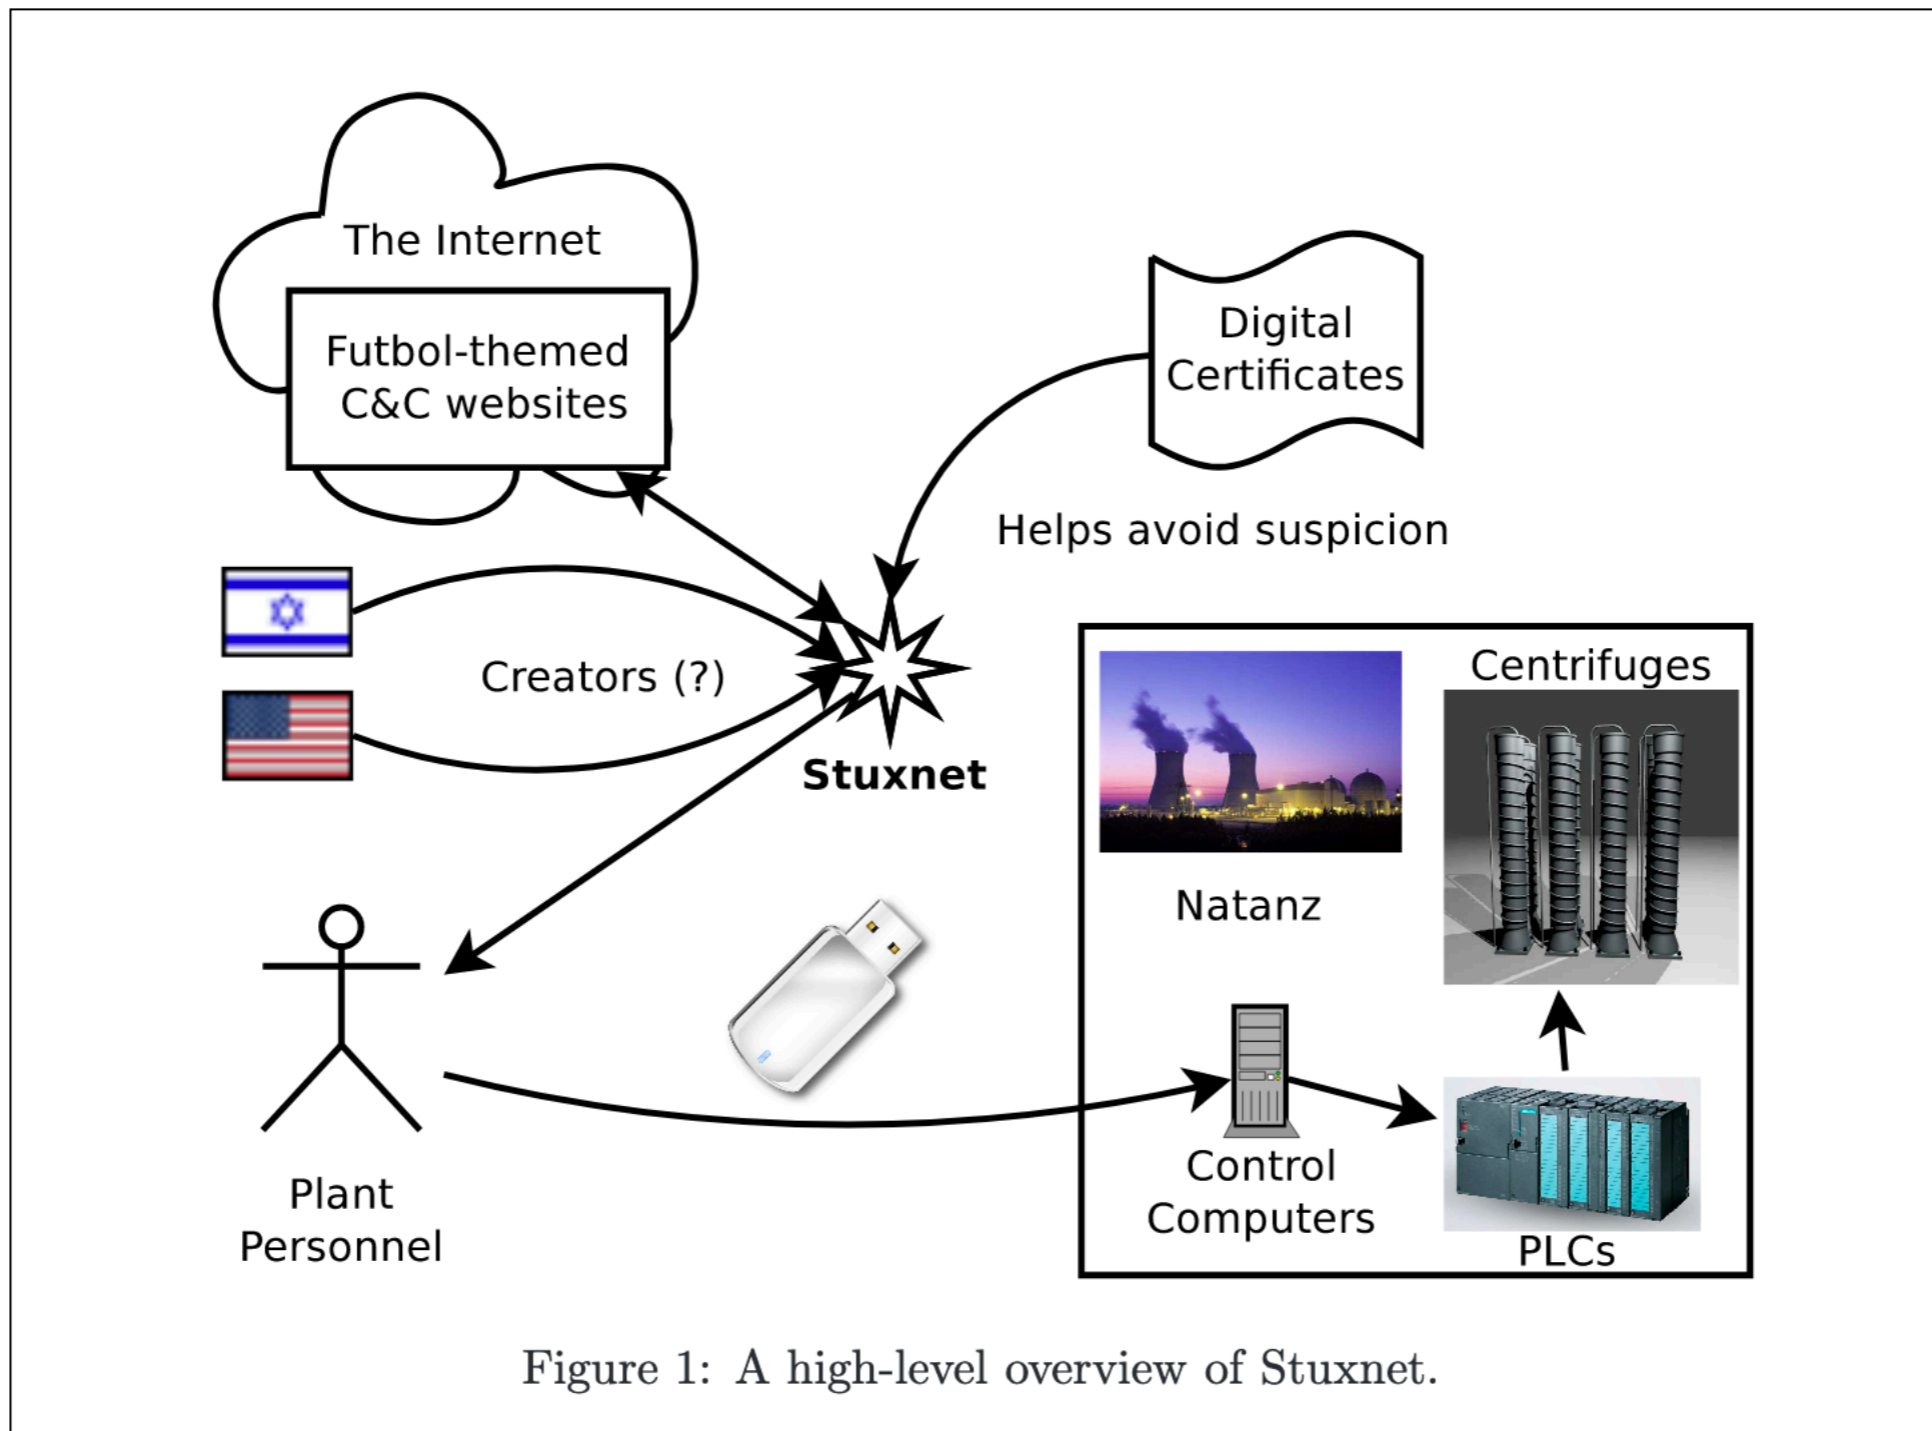 The Internet
Futbol-themed
C&C websites
Digital
Certificates
Helps avoid suspicion
Creators (?)
Stuxnet
Centrifuges
Natanz
Plant
Personnel
Control
Computers
PLCs
Figure 1: A high-level overview of Stuxnet.